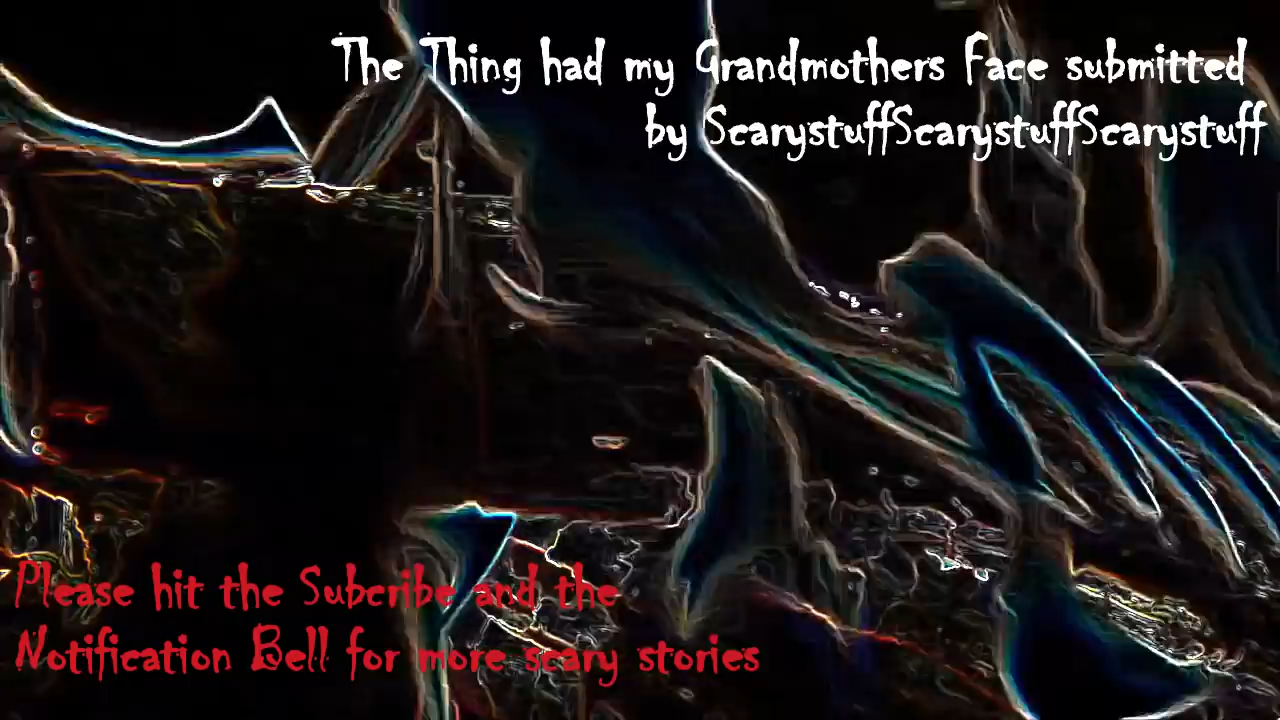 The Thing had my Grandmothers Face submitted
by ScarystuffScarystuffScarystuff
Please hit the Subcribe and the
Notification Bell for more scary stories